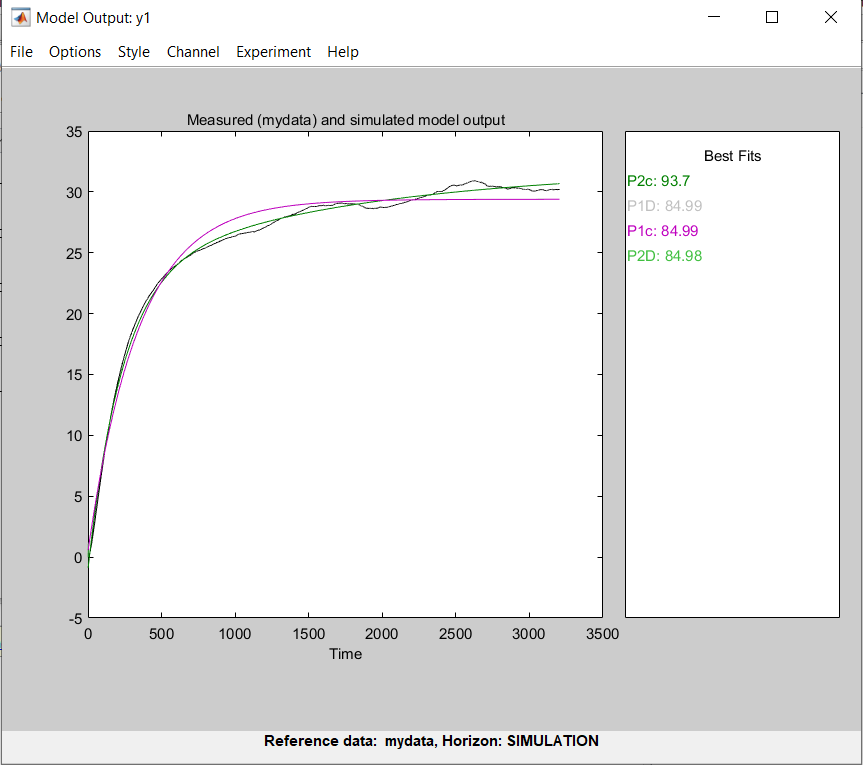 Model Output: y1
File Options Style Channel Experiment Help
Measured (mydata) and simulated model output
35
30
25
20
15
10
5
0
-5
0 500 1000 1500 2000 2500 3000 3500
Time
Best Fits
P2c: 93.7
P1D: 84.99
P1c: 84.99
P2D: 84.98
Reference data: mydata, Horizon: SIMULATION